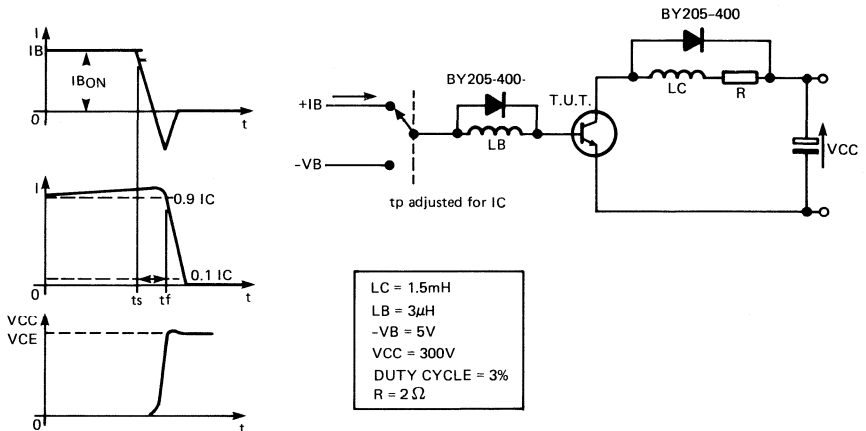 I
IB
IBON
0
t
I
0.9 IC
0.1 IC
0
ts
tf
t
VCC
VCE
0
t
BY205-400
LC
R
BY205-400-
T.U.T.
+IB
LB
-VB
VCC
tp adjusted for IC
LC = 1.5mH
LB = 3µH
-VB = 5V
VCC = 300V
DUTY CYCLE = 3%
R = 2 Ω